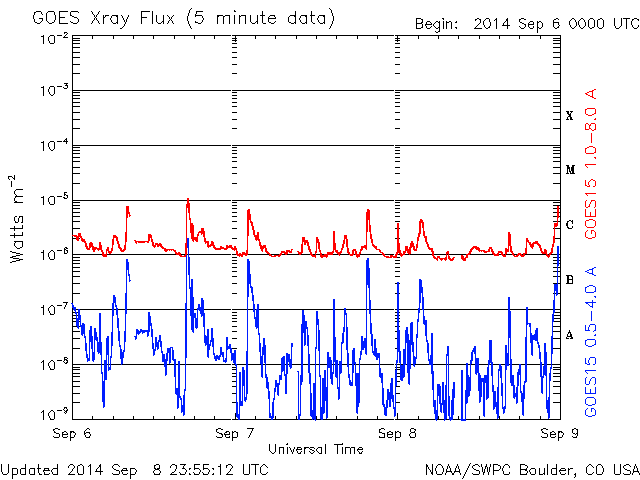 GOES Xray Flux (5 minute data)
Begin: 2014 Sep 6 0000 UTC
10⁻²
10⁻³
10⁻⁴
10⁻⁵
10⁻⁶
10⁻⁷
10⁻⁸
10⁻⁹
Watts m⁻²
X
M
C
B
A
GOES15 1.0-8.0 A
GOES15 0.5-4.0 A
Sep 6
Sep 7
Sep 8
Sep 9
Universal Time
Updated 2014 Sep 8 23:55:12 UTC
NOAA/SWPC Boulder, CO USA